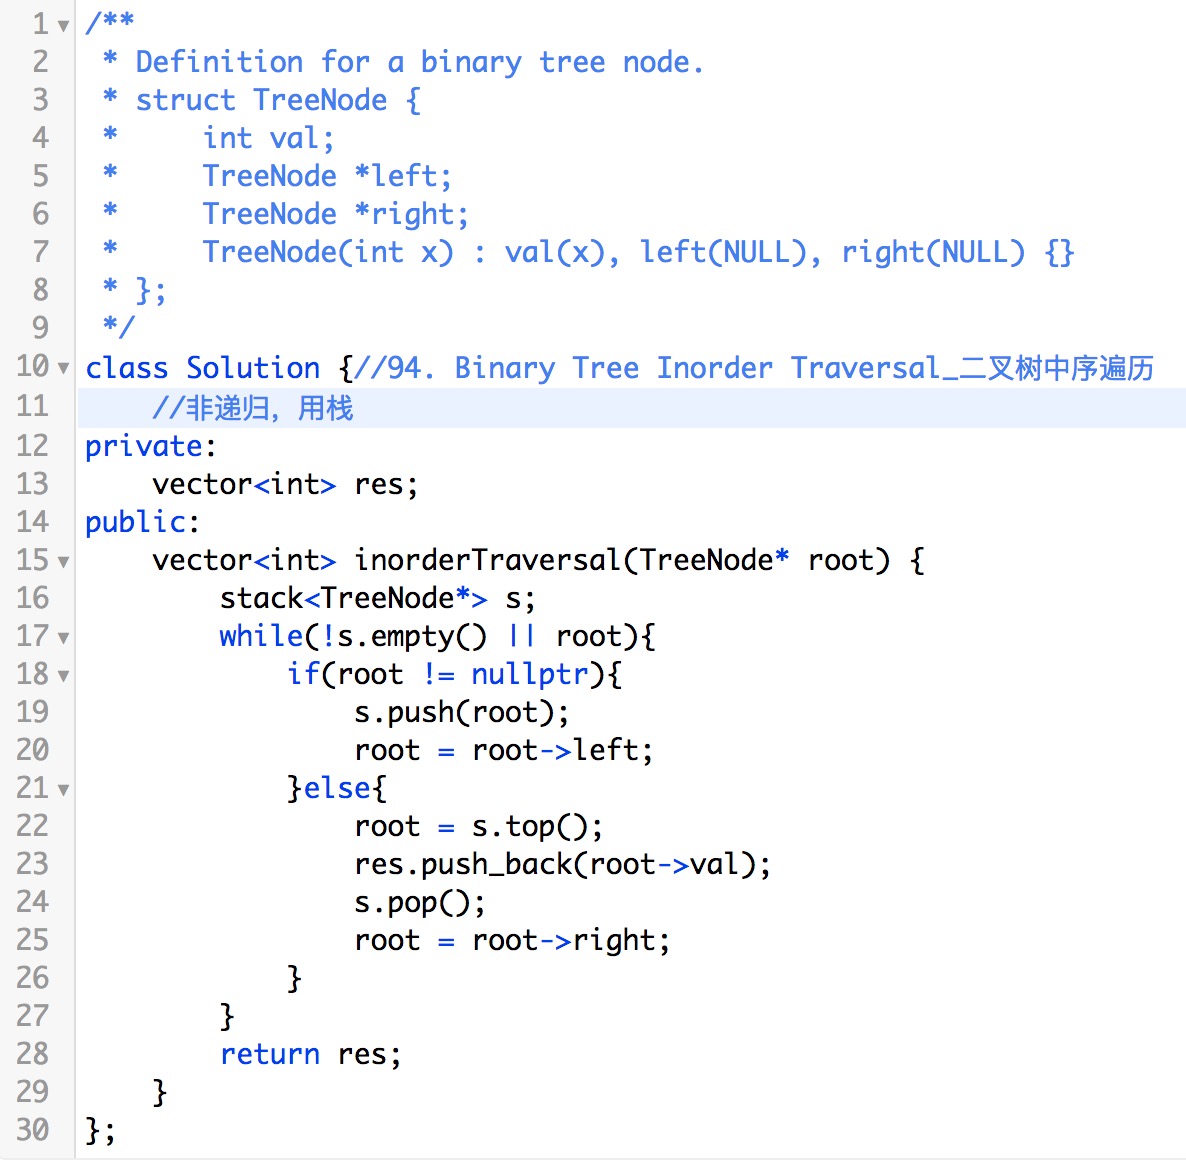 1 /**
2  * Definition for a binary tree node.
3  * struct TreeNode {
4  *     int val;
5  *     TreeNode *left;
6  *     TreeNode *right;
7  *     TreeNode(int x) : val(x), left(NULL), right(NULL) {}
8  * };
9  */
10 class Solution {//94. Binary Tree Inorder Traversal_二叉树中序遍历
11     //非递归，用栈
12 private:
13     vector<int> res;
14 public:
15     vector<int> inorderTraversal(TreeNode* root) {
16         stack<TreeNode*> s;
17         while(!s.empty() || root){
18             if(root != nullptr){
19                 s.push(root);
20                 root = root->left;
21             }else{
22                 root = s.top();
23                 res.push_back(root->val);
24                 s.pop();
25                 root = root->right;
26             }
27         }
28         return res;
29     }
30 };